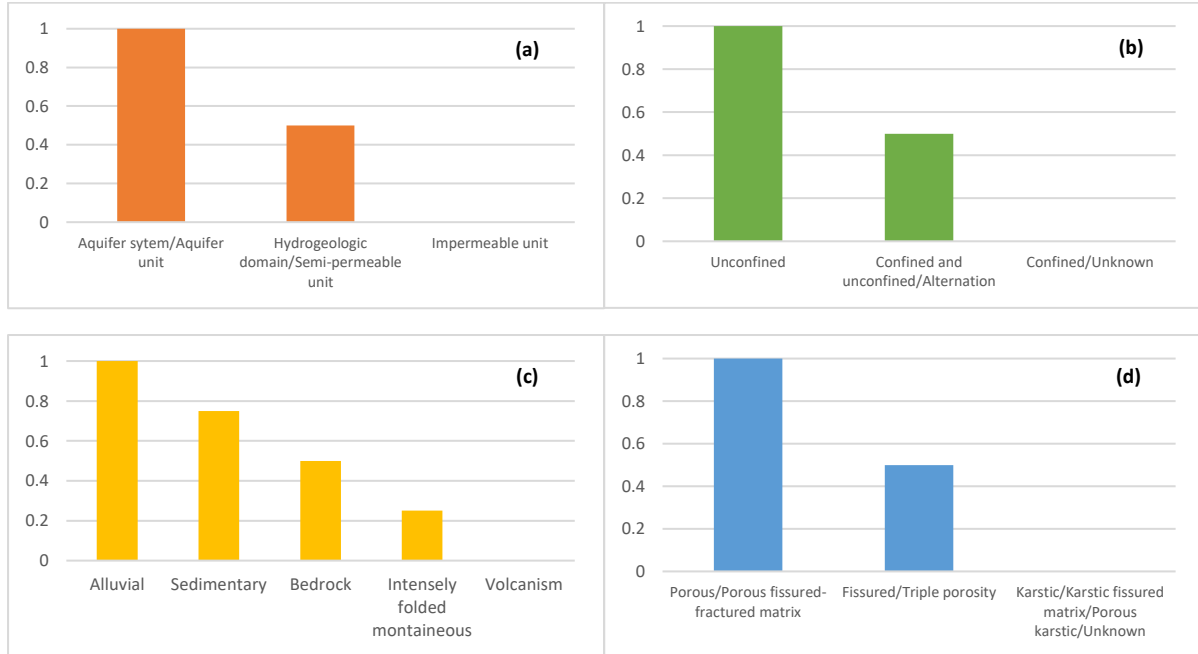 (a)
1
0.8
0.6
0.4
0.2
0
Aquifer sytem/Aquifer
unit
Hydrogeologic
domain/Semi-permeable
unit
Impermeable unit
(b)
1
0.8
0.6
0.4
0.2
0
Unconfined
Confined and
unconfined/Alternation
Confined/Unknown
(c)
1
0.8
0.6
0.4
0.2
0
Alluvial
Sedimentary
Bedrock
Intensely
folded
montaineous
Volcanism
(d)
1
0.8
0.6
0.4
0.2
0
Porous/Porous fissured-
fractured matrix
Fissured/Triple porosity
Karstic/Karstic fissured
matrix/Porous
karstic/Unknown